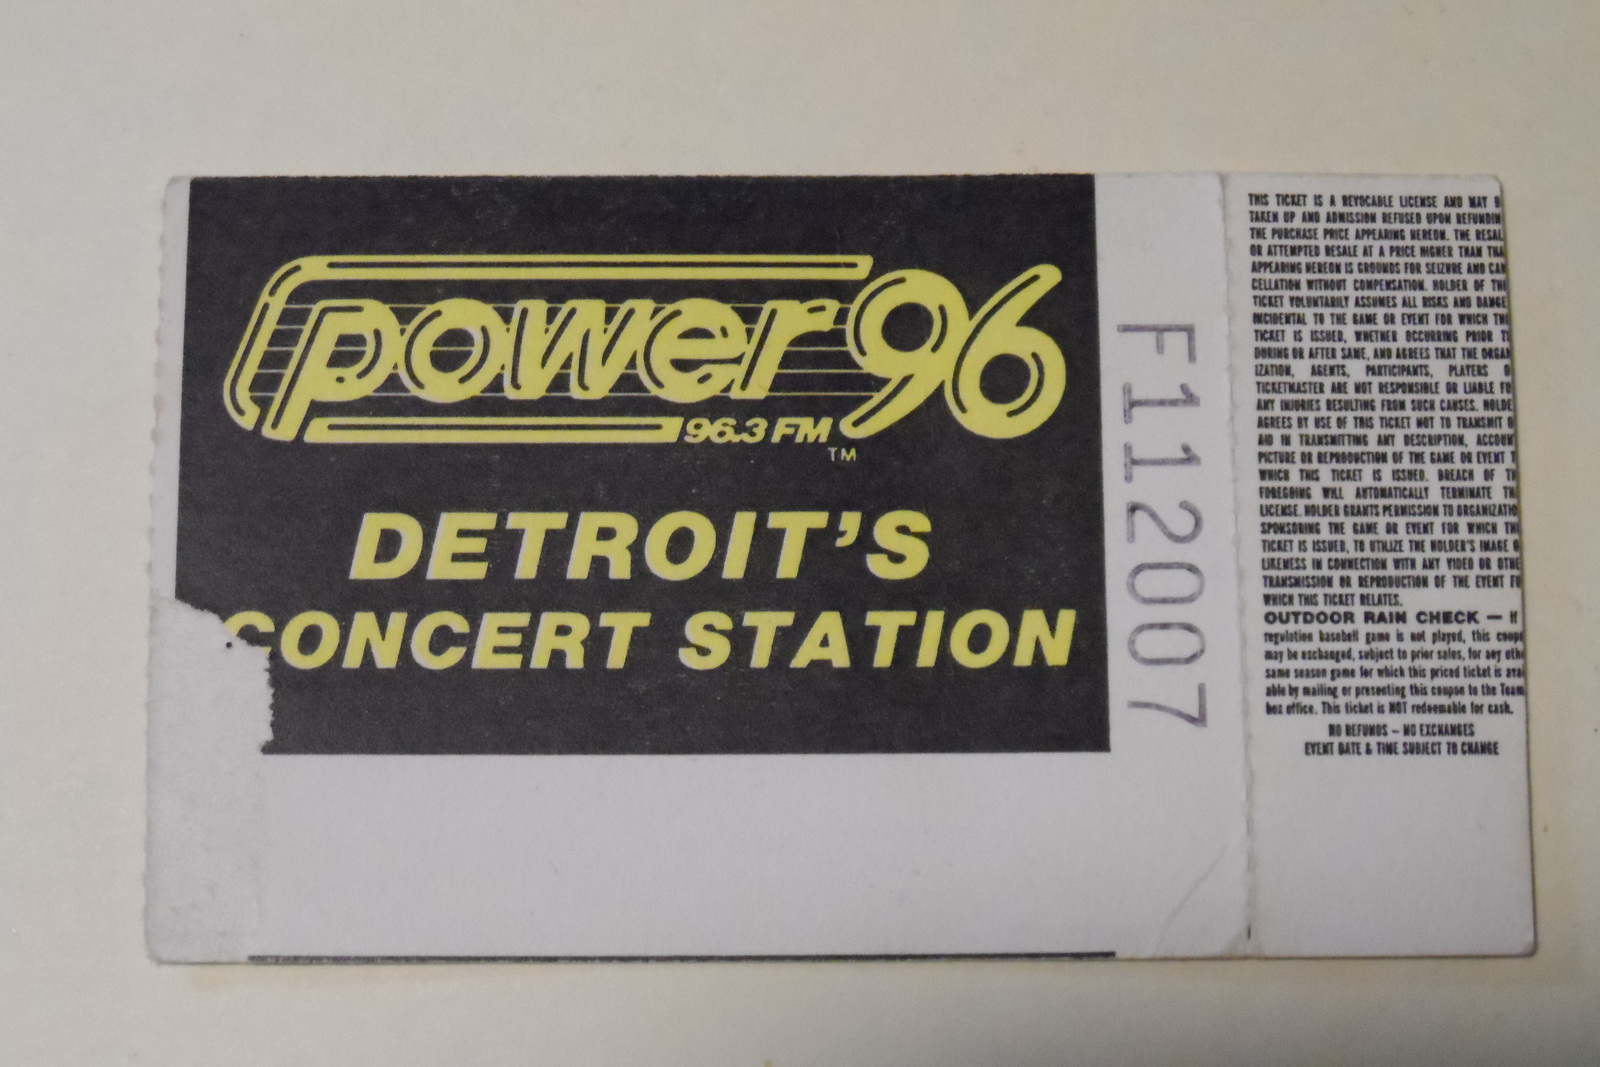 power 96
96.3 FM
TM
DETROIT'S
CONCERT STATION
F112007
THIS TICKET IS A REVOCABLE LICENSE AND MAY B
TAKEN UP AND ADMISSION REFUSED UPON REFUNDIN
THE PURCHASE PRICE APPEARING HEREON. THE RESAL
OR ATTEMPTED RESALE AT A PRICE HIGHER THAN THA
APPEARING HEREON IS GROUNDS FOR SEIZURE AND CAN
CELLATION WITHOUT COMPENSATION. HOLDER OF THE
TICKET VOLUNTARILY ASSUMES ALL RISKS AND DANGE
INCIDENTAL TO THE GAME OR EVENT FOR WHICH THE
TICKET IS ISSUED, WHETHER OCCURRING PRIOR T
DURING OR AFTER SAME, AND AGREES THAT THE ORGAN
IZATION, AGENTS, PARTICIPANTS, PLAYERS O
TICKETMASTER ARE NOT RESPONSIBLE OR LIABLE FO
ANY INJURIES RESULTING FROM SUCH CAUSES. HOLDE
AGREES BY USE OF THIS TICKET NOT TO TRANSMIT O
AID IN TRANSMITTING ANY DESCRIPTION, ACCOUN
PICTURE OR REPRODUCTION OF THE GAME OR EVENT T
WHICH THIS TICKET IS ISSUED. BREACH OF TH
FOREGOING WILL AUTOMATICALLY TERMINATE THI
LICENSE. HOLDER GRANTS PERMISSION TO ORGANIZATIO
SPONSORING THE GAME OR EVENT FOR WHICH THI
TICKET IS ISSUED, TO UTILIZE THE HOLDER'S IMAGE O
LIKENESS IN CONNECTION WITH ANY VIDEO OR OTHE
TRANSMISSION OR REPRODUCTION OF THE EVENT FO
WHICH THIS TICKET RELATES.
OUTDOOR RAIN CHECK — If
regulation baseball game is not played, this coupo
may be exchanged, subject to prior sales, for any oth
same season game for which this priced ticket is avai
able by mailing or presenting this coupon to the Team
box office. This ticket is NOT redeemable for cash.
NO REFUNDS – NO EXCHANGES
EVENT DATE & TIME SUBJECT TO CHANGE